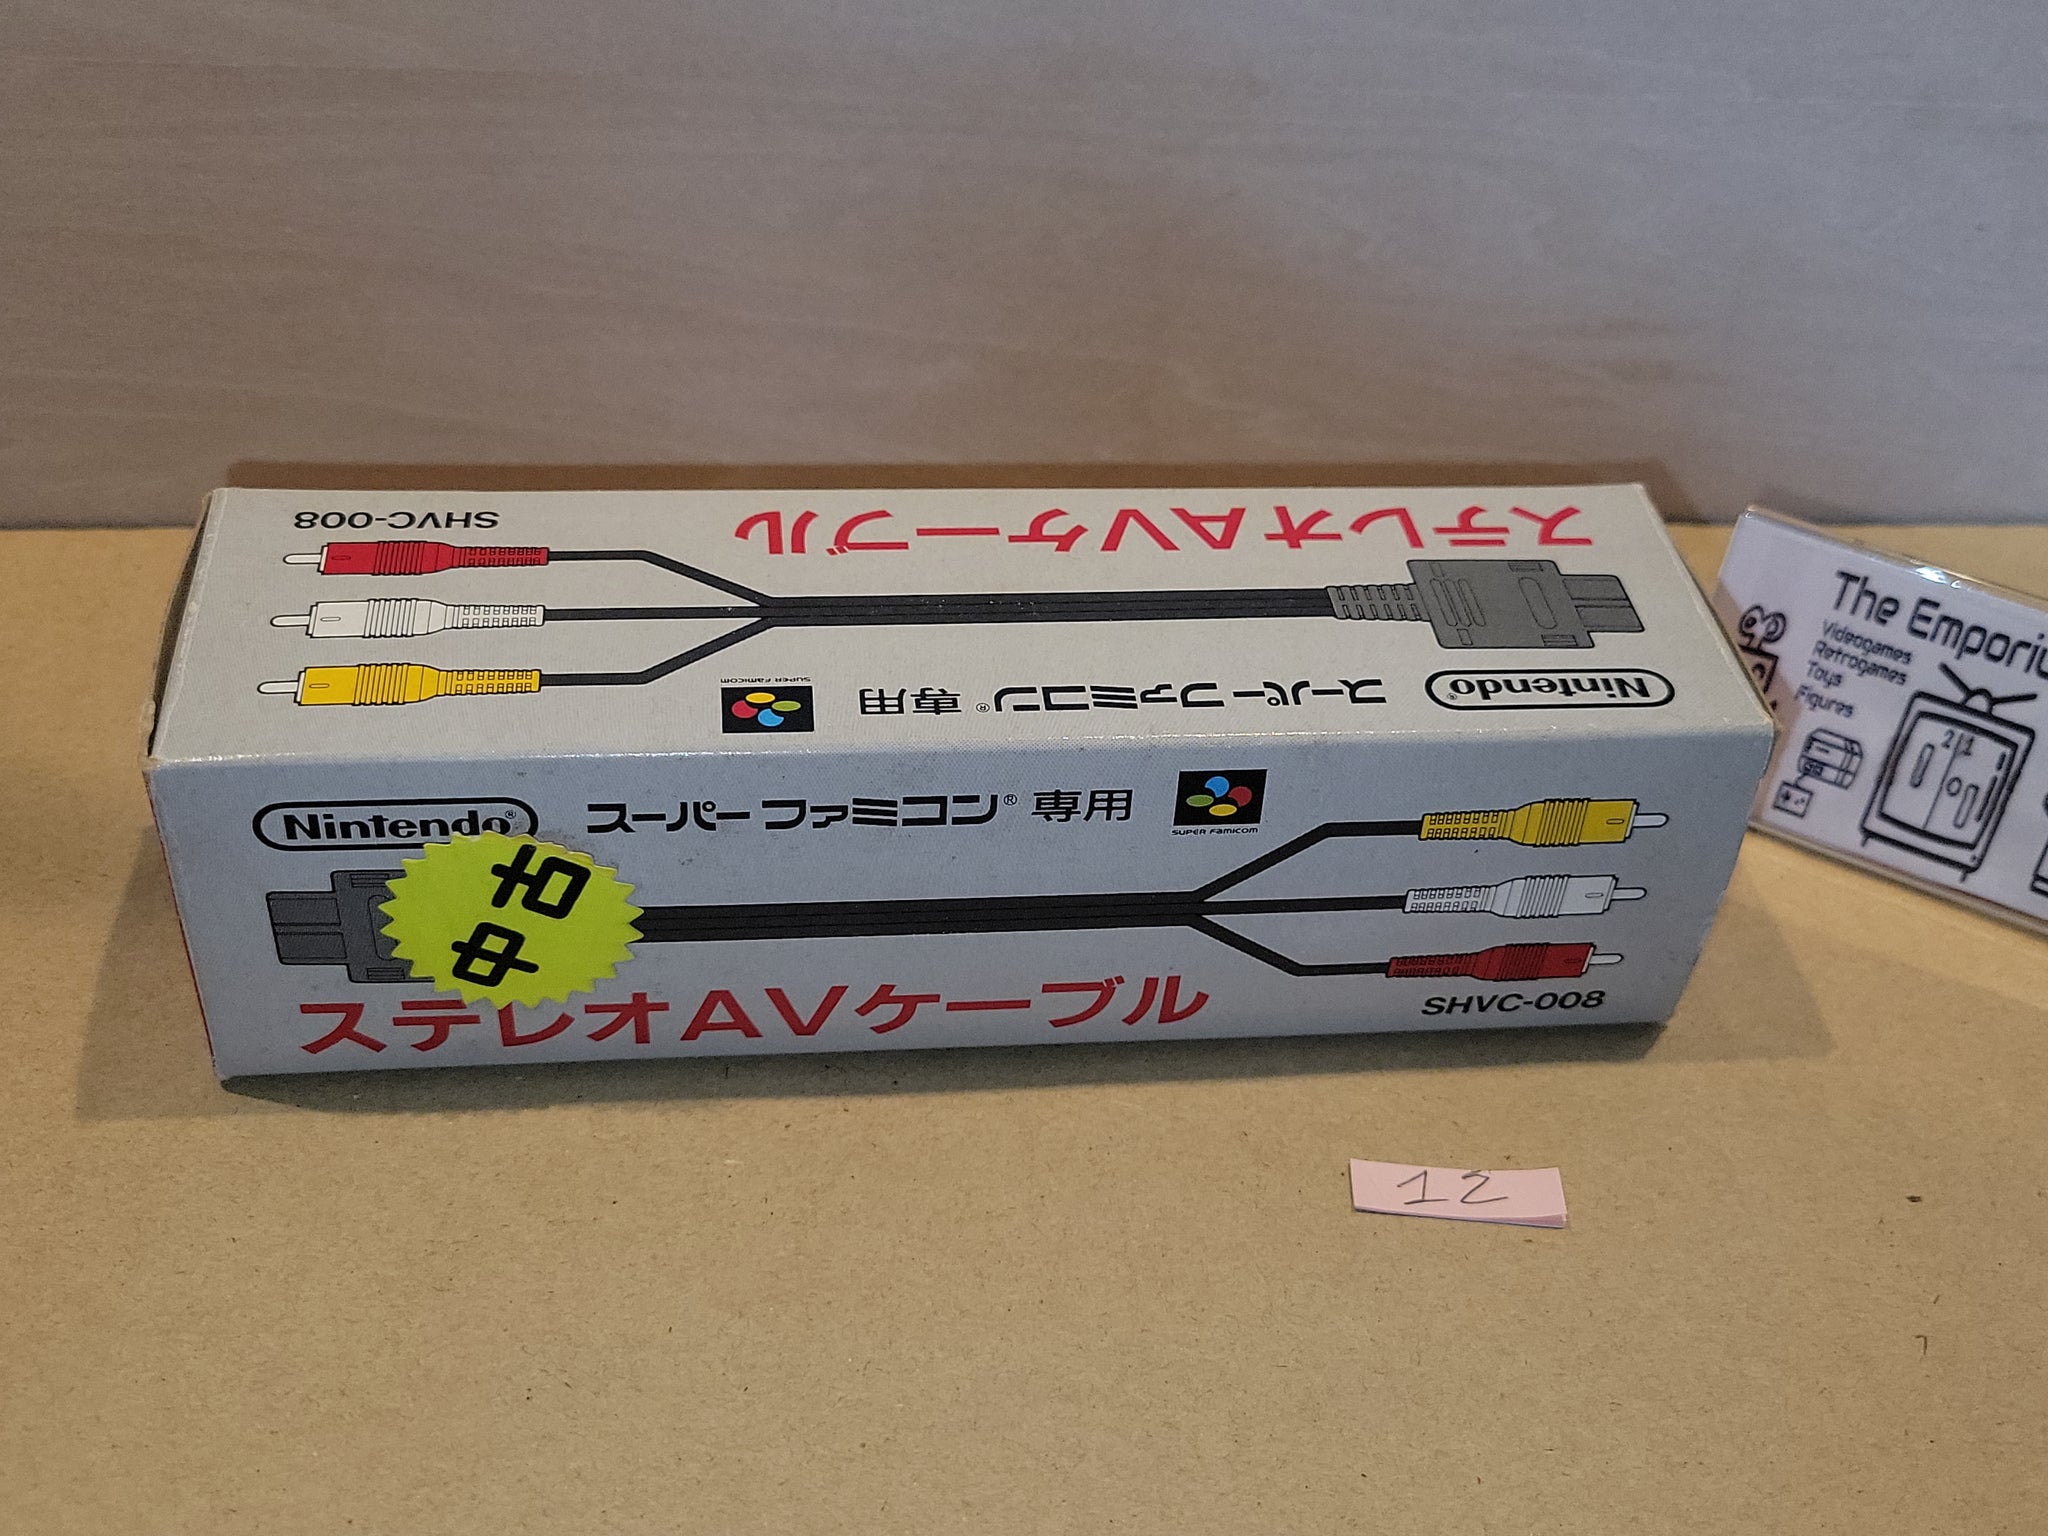 SHVC-008
ステレオAVケーブル
SUPER FAMICOM
スーパーファミコン® 専用
Nintendo®
Nintendo®
スーパーファミコン® 専用
SUPER FAMICOM
中古
ステレオAVケーブル
SHVC-008
The Emporiu
Videogames
Retrogames
Toys
Figures
2 1
12